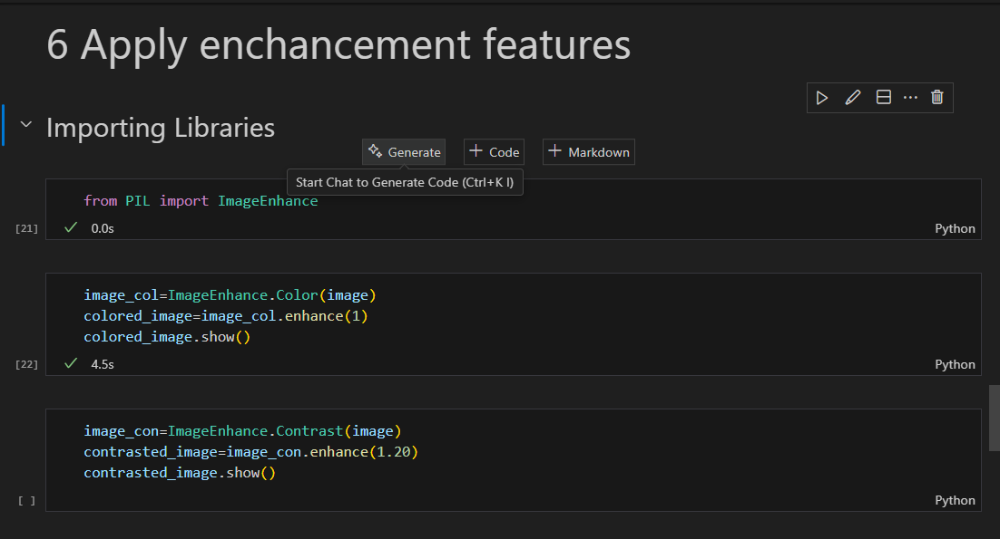 6 Apply enchancement features
Importing Libraries
Generate
Code
Markdown
Start Chat to Generate Code (Ctrl+K I)
from PIL import ImageEnhance
[21]
0.0s
Python
image_col=ImageEnhance.Color(image)
colored_image=image_col.enhance(1)
colored_image.show()
[22]
4.5s
Python
image_con=ImageEnhance.Contrast(image)
contrasted_image=image_con.enhance(1.20)
contrasted_image.show()
[ ]
Python